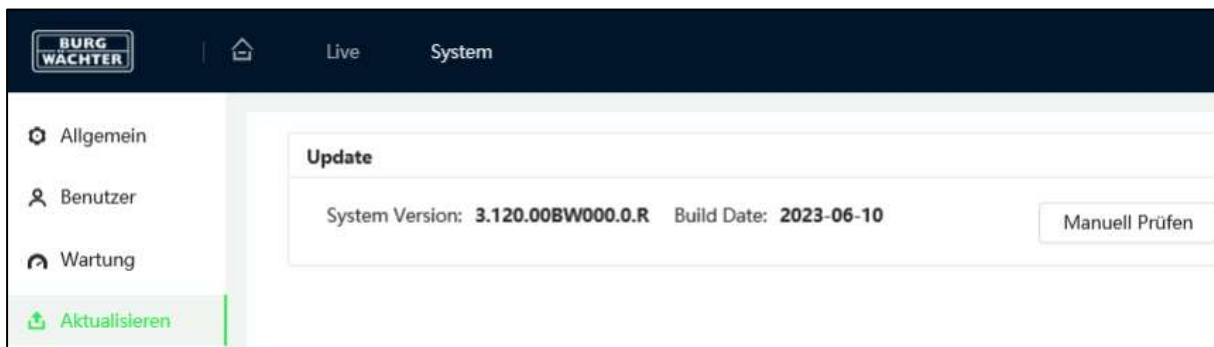 BURG
WÄCHTER
Live System
Allgemein
Benutzer
Wartung
Aktualisieren
Update
System Version: 3.120.00BW000.0.R Build Date: 2023-06-10 Manuell Prüfen